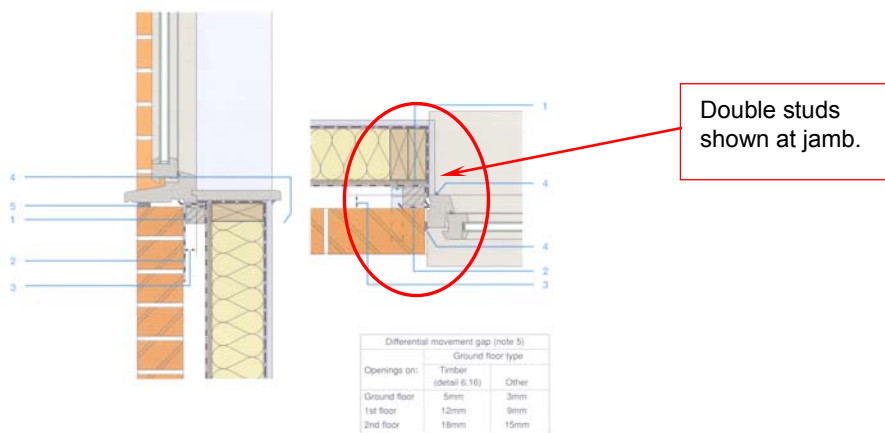 4
5
1
2
3
1
4
4
2
3
Double studs
shown at jamb.
Differential movement gap (note 5)
Ground floor type
Openings on:
Timber
(detail 6.16)
Other
Ground floor 5mm 3mm
1st floor 12mm 9mm
2nd floor 18mm 15mm